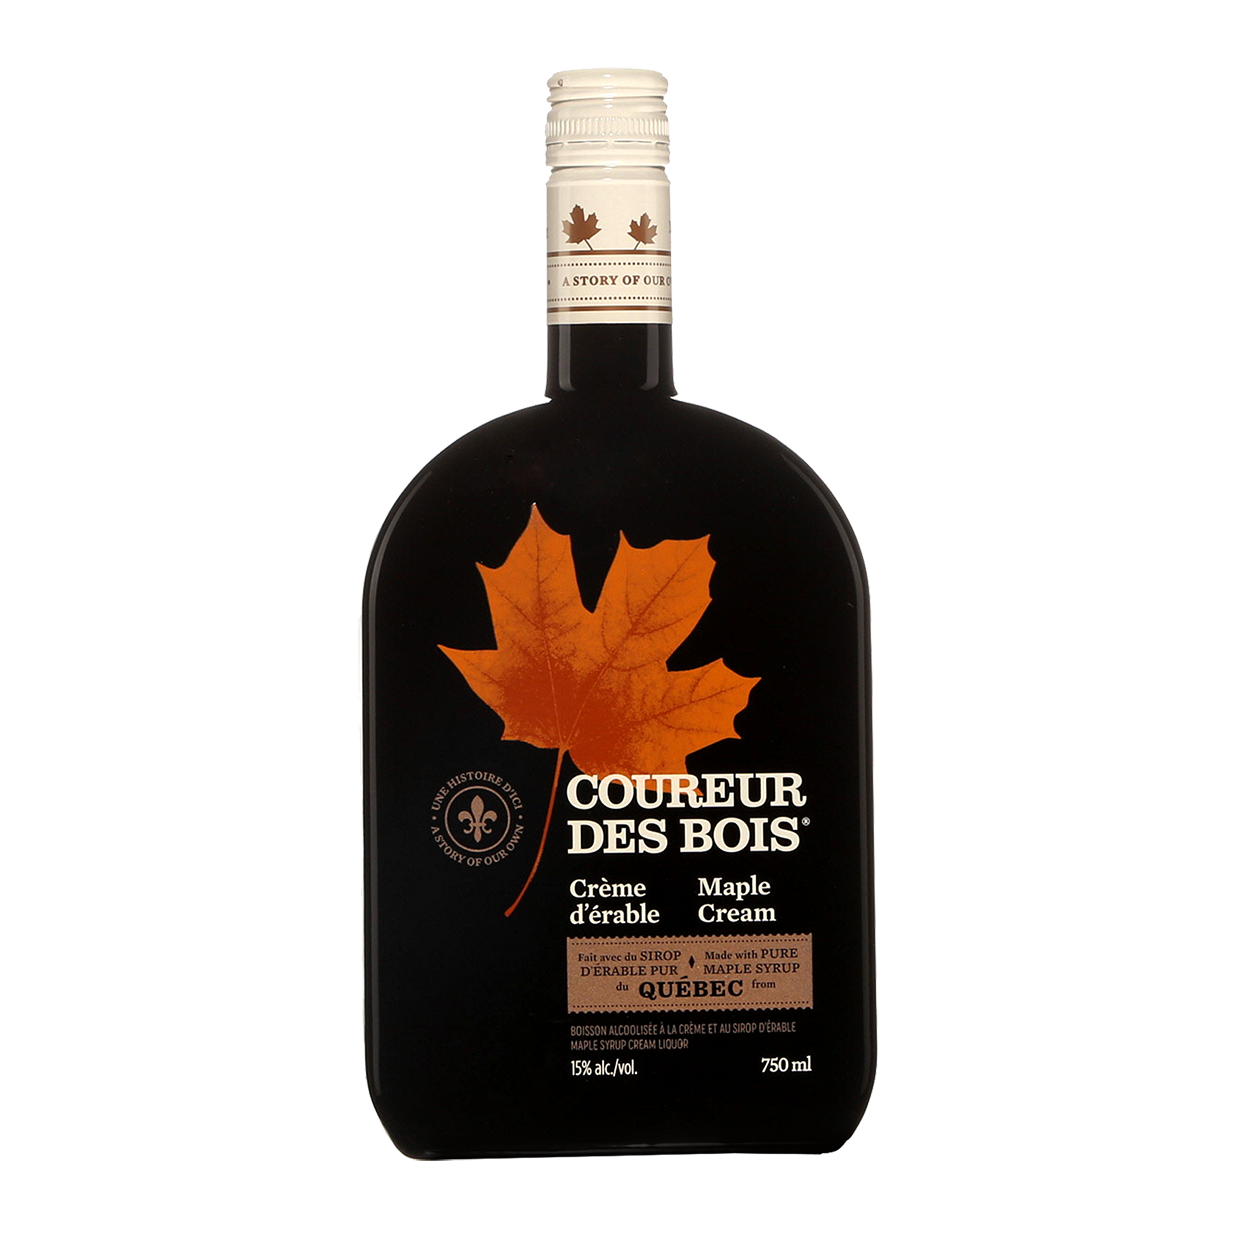 A STORY OF OUR
UNE HISTOIRE D'ICI
A STORY OF OUR OWN
COUREUR
DES BOIS®
Crème
d'érable
Maple
Cream
Fait avec du SIROP
D'ÉRABLE PUR
Made with PURE
MAPLE SYRUP
du QUÉBEC from
BOISSON ALCOOLISÉE À LA CRÈME ET AU SIROP D'ÉRABLE
MAPLE SYRUP CREAM LIQUOR
15% alc./vol.
750 ml